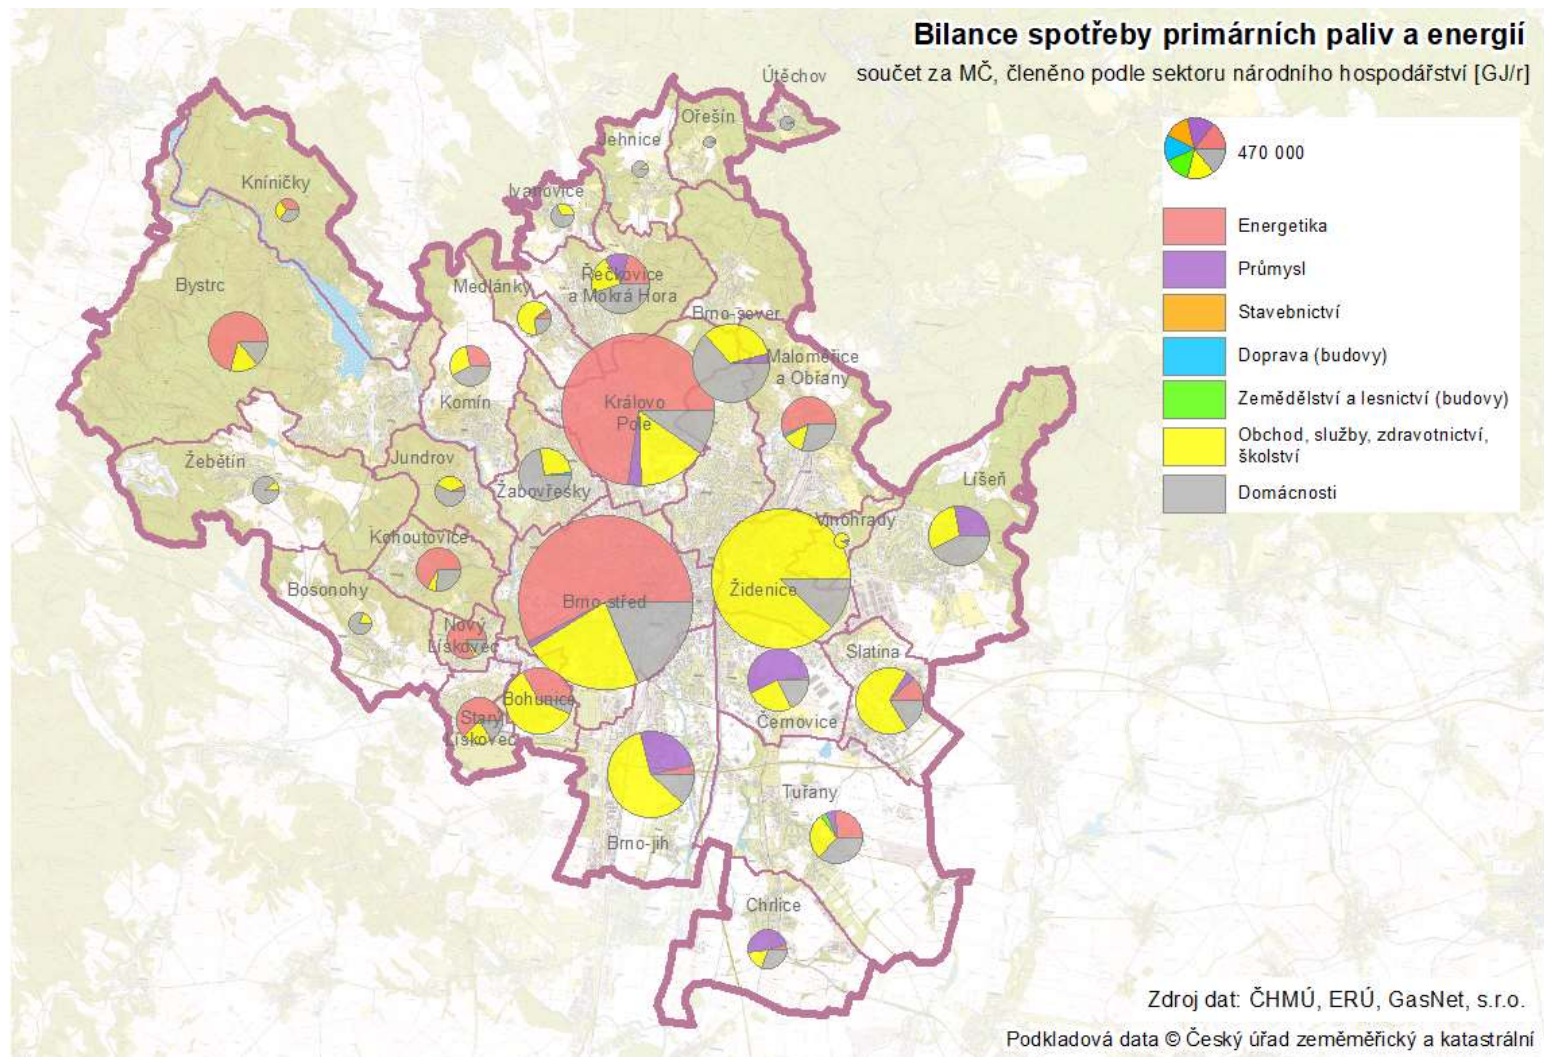 Bilance spotřeby primárních paliv a energií
součet za MČ, členěno podle sektoru národního hospodářství [GJ/r]
Útěchov
Ořešín
Jehnice
470 000
Kníničky
Ivanovice
Energetika
Průmysl
Řečkovice
a Mokrá Hora
Bystrc
Medlánky
Brno-sever
Stavebnictví
Maloměřice
a Obřany
Doprava (budovy)
Komín
Královo
Pole
Zemědělství a lesnictví (budovy)
Obchod, služby, zdravotnictví,
školství
Žebětín
Jundrov
Žabovřesky
Líšeň
Domácnosti
Vinohrady
Kohoutovice
Bosonohy
Brno-střed
Židenice
Nový
Lískovec
Slatina
Bohunice
Starý
Lískovec
Černovice
Tuřany
Brno-jih
Chrlice
Zdroj dat: ČHMÚ, ERÚ, GasNet, s.r.o.
Podkladová data © Český úřad zeměměřický a katastrální